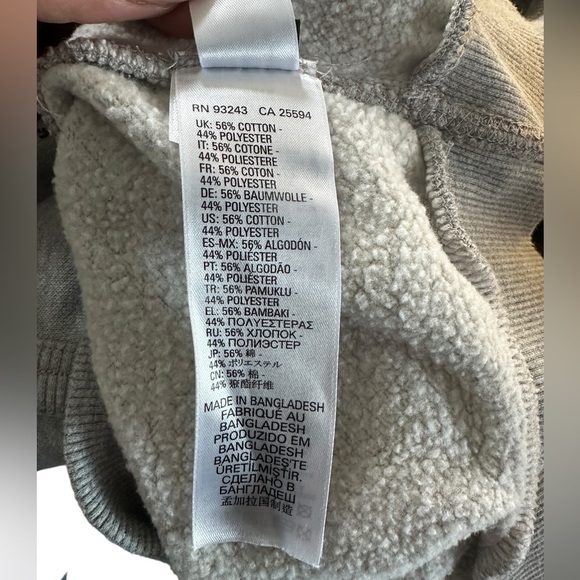 RN 93243 CA 25594
UK: 56% COTTON -
44% POLYESTER
IT: 56% COTONE -
44% POLIESTERE
FR: 56% COTON -
44% POLYESTER
DE: 56% BAUMWOLLE -
44% POLYESTER
US: 56% COTTON -
44% POLYESTER
ES-MX: 56% ALGODÓN -
44% POLIÉSTER
PT: 56% ALGODÃO -
44% POLIÉSTER
TR: 56% PAMUKLU -
44% POLYESTER
EL: 56% BAMBAKI -
44% ΠΟΛΥΕΣΤΕΡΑΣ
RU: 56% ХЛОПОК -
44% ПОЛИЭСТЕР
JP: 56% 綿 -
44% ポリエステル
CN: 56% 棉 -
44% 聚酯纤维
MADE IN BANGLADESH
FABRIQUÉ AU
BANGLADESH
PRODUZIDO EM
BANGLADESH
BANGLADEŞ'TE
ÜRETİLMİŞTİR.
СДЕЛАНО В
БАНГЛАДЕШ
孟加拉国制造